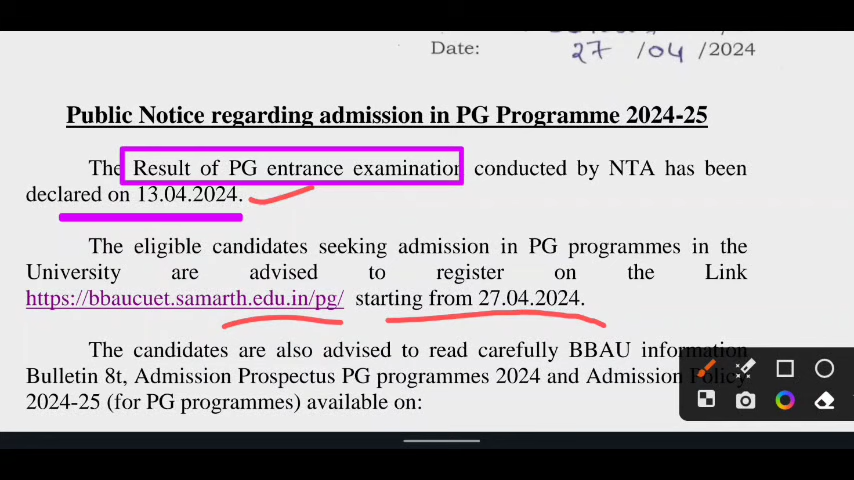 Date: 27 /04 /2024
Public Notice regarding admission in PG Programme 2024-25
The Result of PG entrance examination conducted by NTA has been
declared on 13.04.2024.
The eligible candidates seeking admission in PG programmes in the
University are advised to register on the Link
https://bbaucuet.samarth.edu.in/pg/ starting from 27.04.2024.
The candidates are also advised to read carefully BBAU information
Bulletin 8t, Admission Prospectus PG programmes 2024 and Admission Policy
2024-25 (for PG programmes) available on: